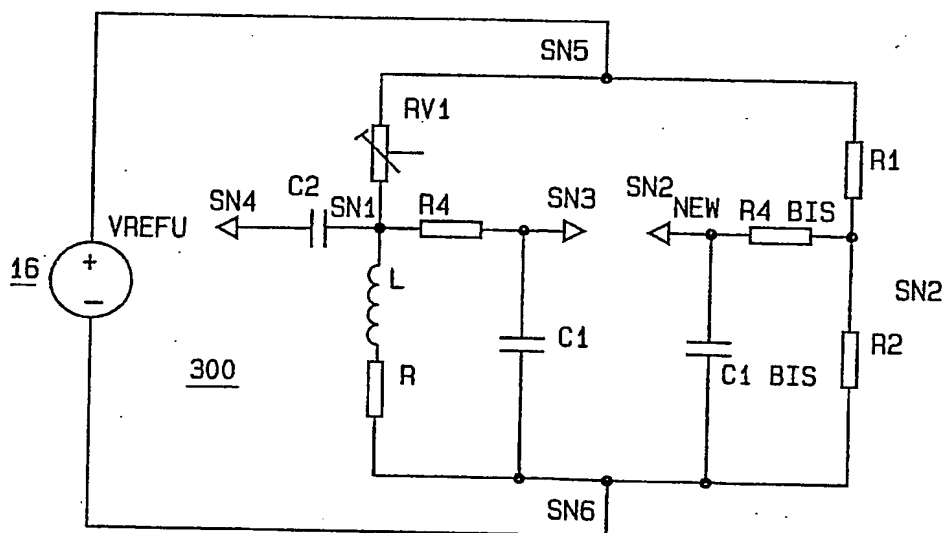 SN5
RV1
R1
SN4
C2
SN1
R4
SN3
SN2
NEW
R4 BIS
VREFU
16
+
−
L
SN2
C1
R2
300
R
C1 BIS
SN6